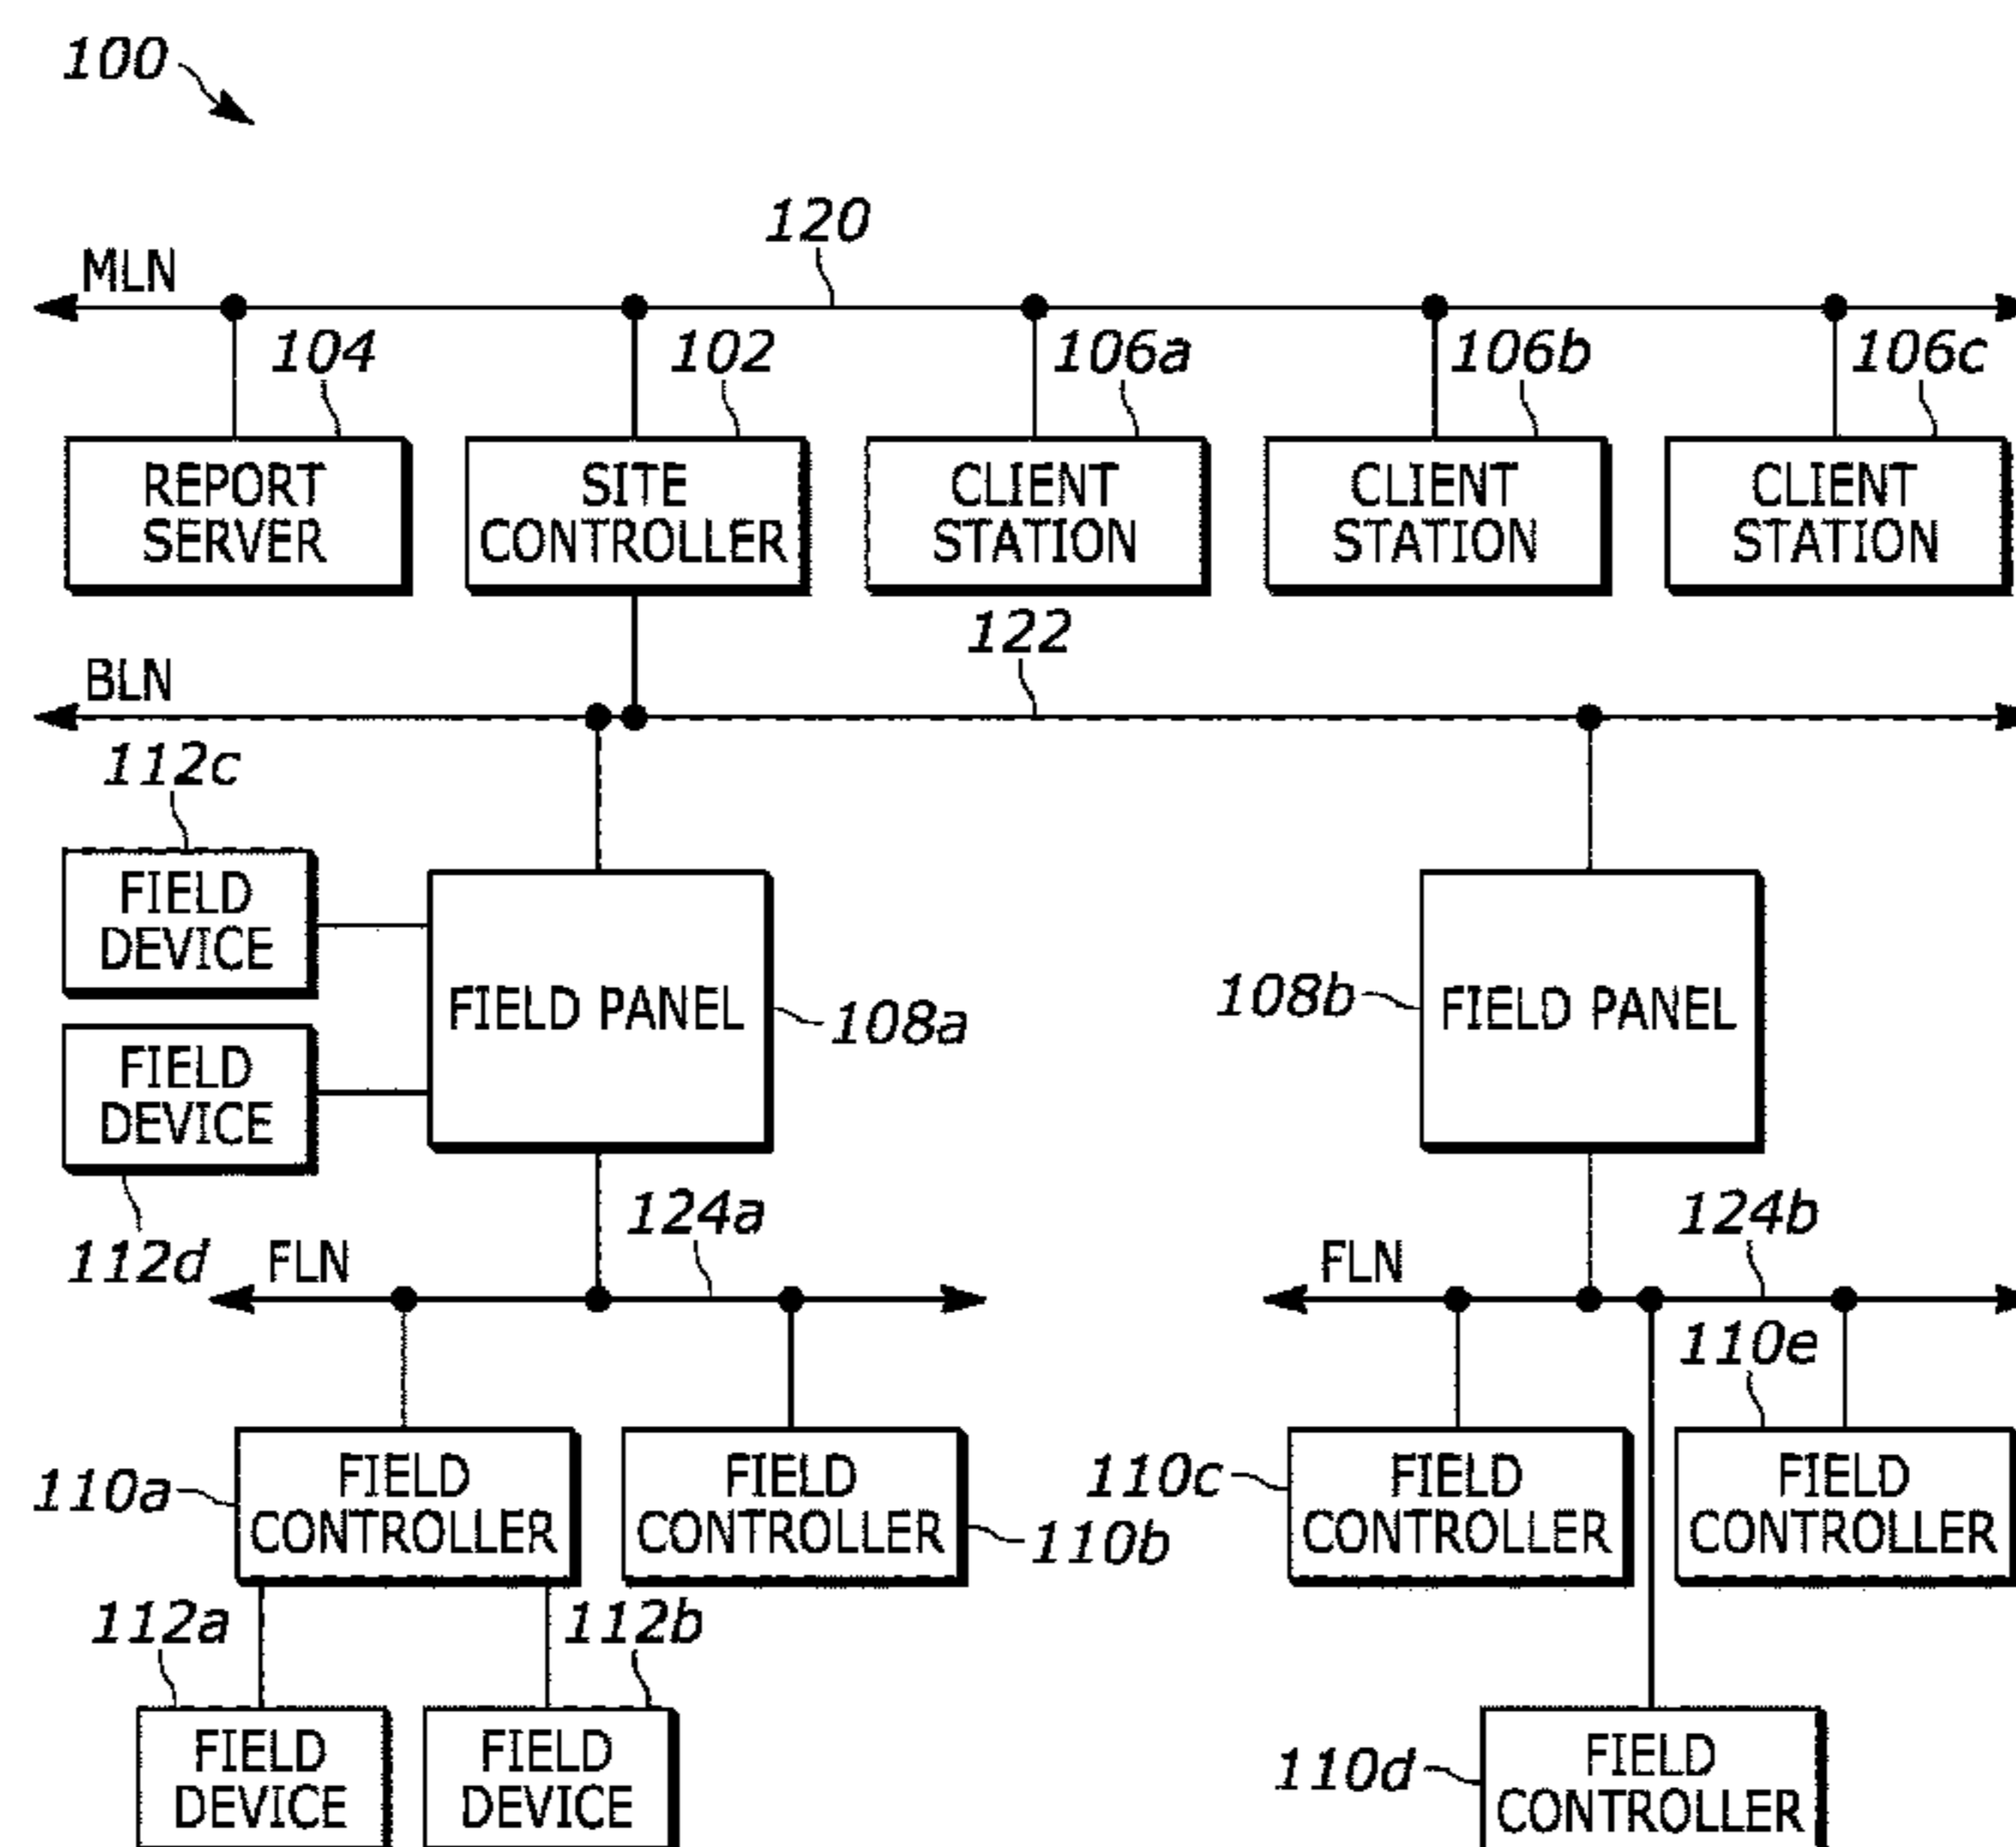 100
120
MLN
104
102
106a
106b
106c
REPORT
SERVER
SITE
CONTROLLER
CLIENT
STATION
CLIENT
STATION
CLIENT
STATION
122
BLN
112c
FIELD
DEVICE
FIELD PANEL
108a
108b
FIELD PANEL
FIELD
DEVICE
112d
124a
FLN
124b
FLN
110e
110a
FIELD
CONTROLLER
FIELD
CONTROLLER
110b
110c
FIELD
CONTROLLER
FIELD
CONTROLLER
112a
112b
FIELD
DEVICE
FIELD
DEVICE
110d
FIELD
CONTROLLER